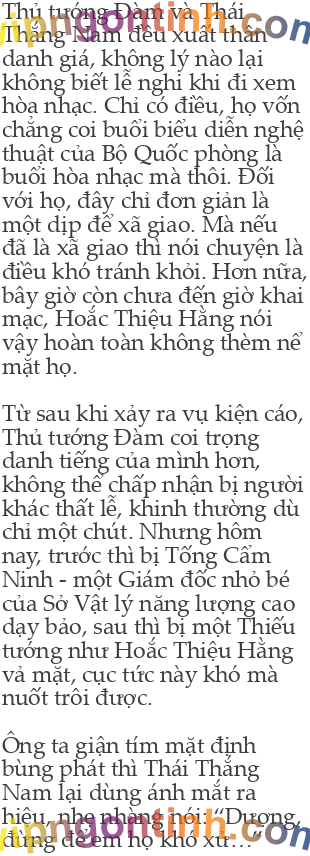 Thủ tướng Đàm và Thái
Thắng Nam đều xuất thân
danh giá, không lý nào lại
không biết lễ nghi khi đi xem
hòa nhạc. Chỉ có điều, họ vốn
chẳng coi buổi biểu diễn nghệ
thuật của Bộ Quốc phòng là
buổi hòa nhạc mà thôi. Đối
với họ, đây chỉ đơn giản là
một dịp để xã giao. Mà nếu
đã là xã giao thì nói chuyện là
điều khó tránh khỏi. Hơn nữa,
bây giờ còn chưa đến giờ khai
mạc, Hoắc Thiệu Hằng nói
vậy hoàn toàn không thèm nể
mặt họ.
Từ sau khi xảy ra vụ kiện cáo,
Thủ tướng Đàm coi trọng
danh tiếng của mình hơn,
không thể chấp nhận bị người
khác thất lễ, khinh thường dù
chỉ một chút. Nhưng hôm
nay, trước thì bị Tống Cẩm
Ninh - một Giám đốc nhỏ bé
của Sở Vật lý năng lượng cao
dạy bảo, sau thì bị một Thiếu
tướng như Hoắc Thiệu Hằng
vả mặt, cục tức này khó mà
nuốt trôi được.
Ông ta giận tím mặt định
bùng phát thì Thái Thắng
Nam lại dùng ánh mắt ra
hiệu, nhẹ nhàng nói: “Dượng,
đừng để em họ khó xử…”
vipngontinh.com
vipngontinh.com